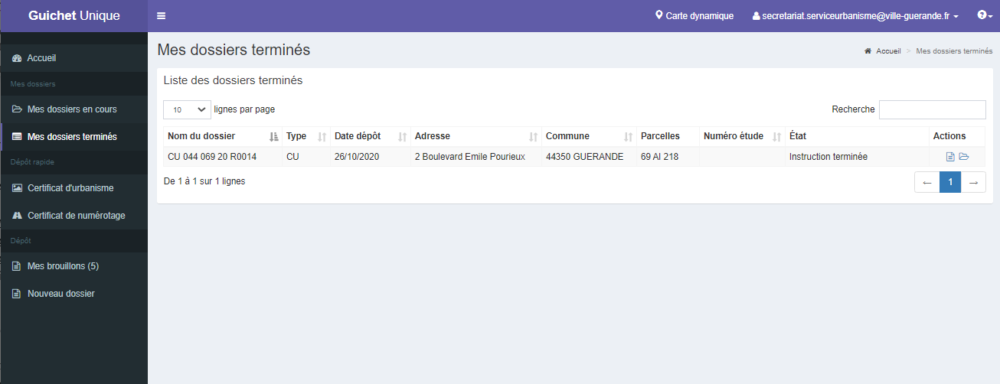 Guichet Unique
Carte dynamique
secretariat.serviceurbanisme@ville-guerande.fr
Accueil
Mes dossiers
Mes dossiers en cours
Mes dossiers terminés
Dépôt rapide
Certificat d'urbanisme
Certificat de numérotage
Dépôt
Mes brouillons (5)
Nouveau dossier
Mes dossiers terminés
Accueil > Mes dossiers terminés
Liste des dossiers terminés
10 lignes par page
Recherche
Nom du dossier Type Date dépôt Adresse Commune Parcelles Numéro étude État Actions
CU 044 069 20 R0014 CU 26/10/2020 2 Boulevard Emile Pourieux 44350 GUERANDE 69 AI 218 Instruction terminée
De 1 à 1 sur 1 lignes
← 1 →